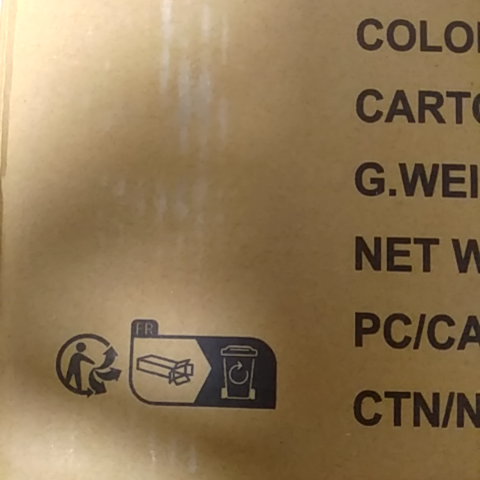 COLO
CARTO
G.WEI
NET W
PC/CA
CTN/N
FR